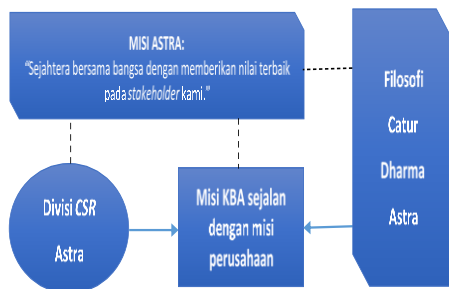 MISI ASTRA:
“Sejahtera bersama bangsa dengan memberikan nilai terbaik
pada stakeholder kami.”
Filosofi
Catur
Dharma
Astra
Divisi CSR
Astra
Misi KBA sejalan
dengan misi
perusahaan